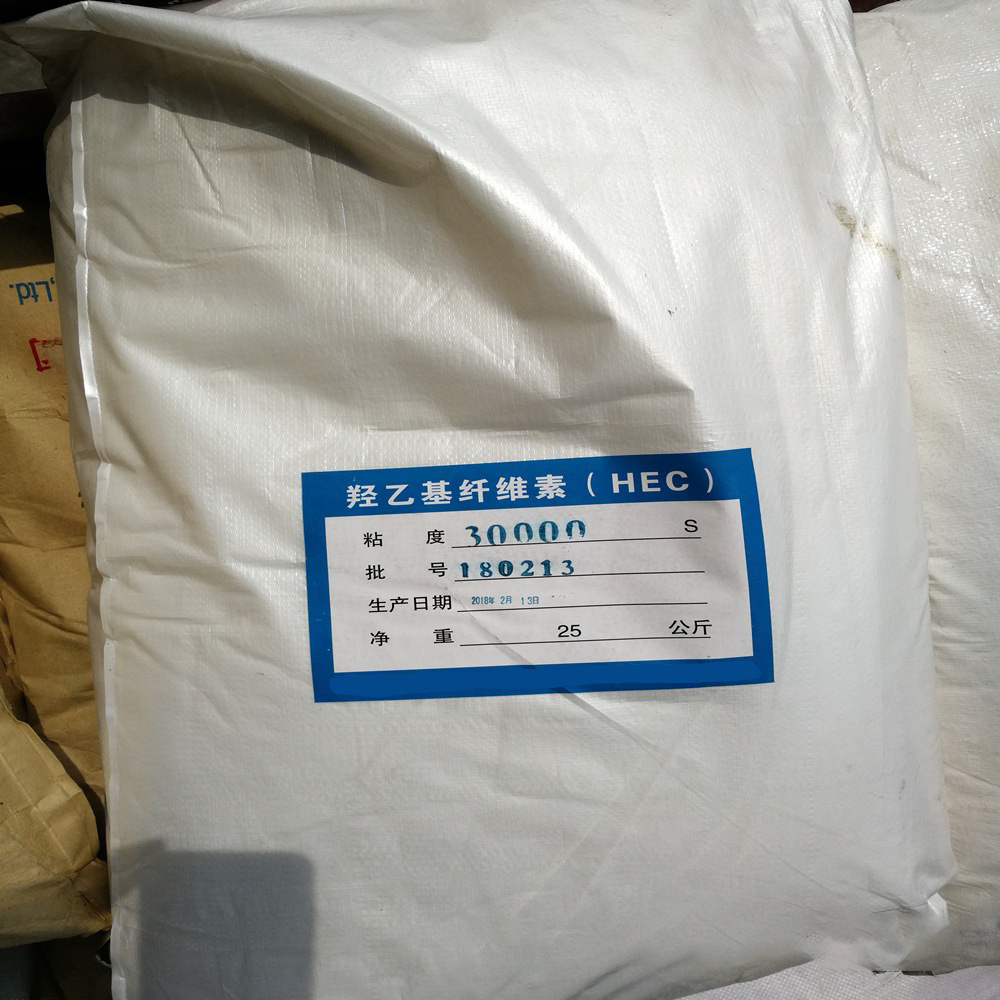 羟乙基纤维素（HEC）
粘 度 30000 S
批 号 180213
生产日期 2018年 2月 13日
净 重 25 公斤
,Ltd.